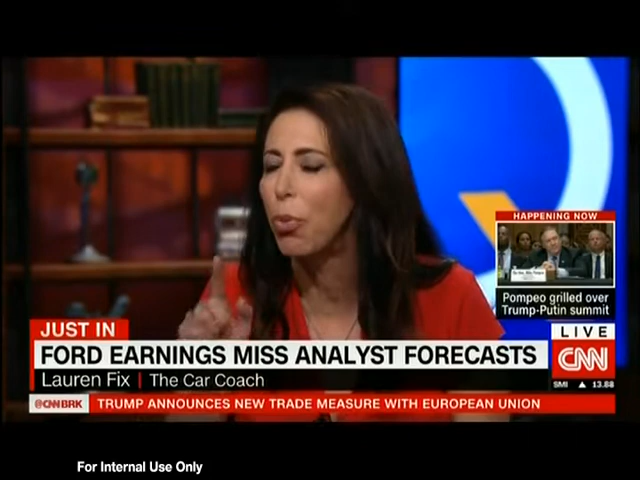 HAPPENING NOW
Pompeo grilled over
Trump-Putin summit
JUST IN
LIVE
FORD EARNINGS MISS ANALYST FORECASTS
CNN
Lauren Fix | The Car Coach
SMI ▲ 13.88
@CNNBRK TRUMP ANNOUNCES NEW TRADE MEASURE WITH EUROPEAN UNION
For Internal Use Only